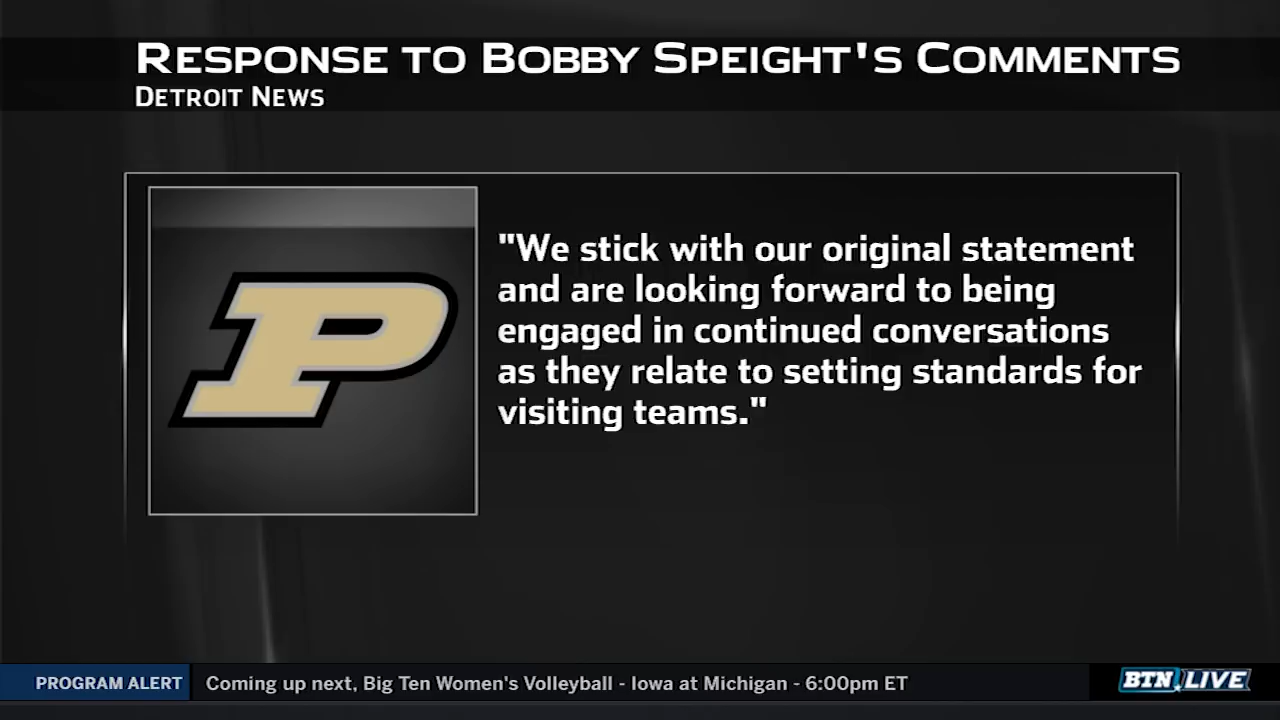 RESPONSE TO BOBBY SPEIGHT'S COMMENTS
DETROIT NEWS
P
"We stick with our original statement
and are looking forward to being
engaged in continued conversations
as they relate to setting standards for
visiting teams."
PROGRAM ALERT
Coming up next, Big Ten Women's Volleyball - Iowa at Michigan - 6:00pm ET
BTN LIVE